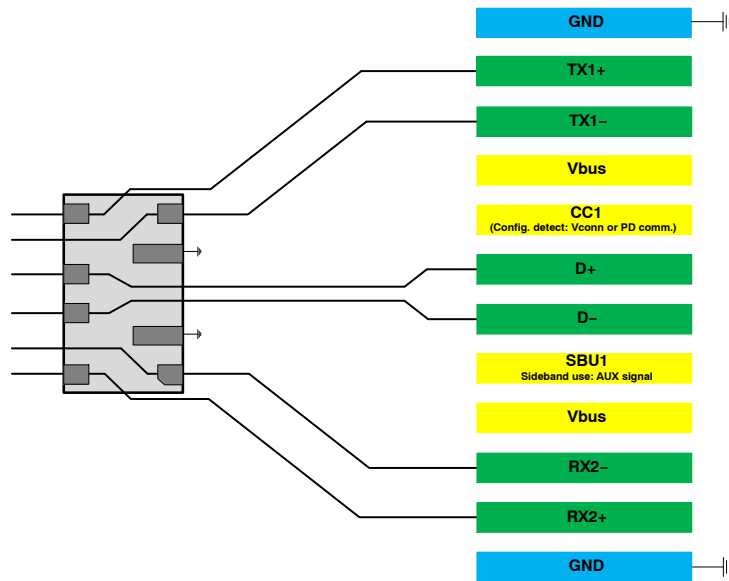 GND
TX1+
TX1−
Vbus
CC1
(Config. detect: Vconn or PD comm.)
D+
D−
SBU1
Sideband use: AUX signal
Vbus
RX2−
RX2+
GND